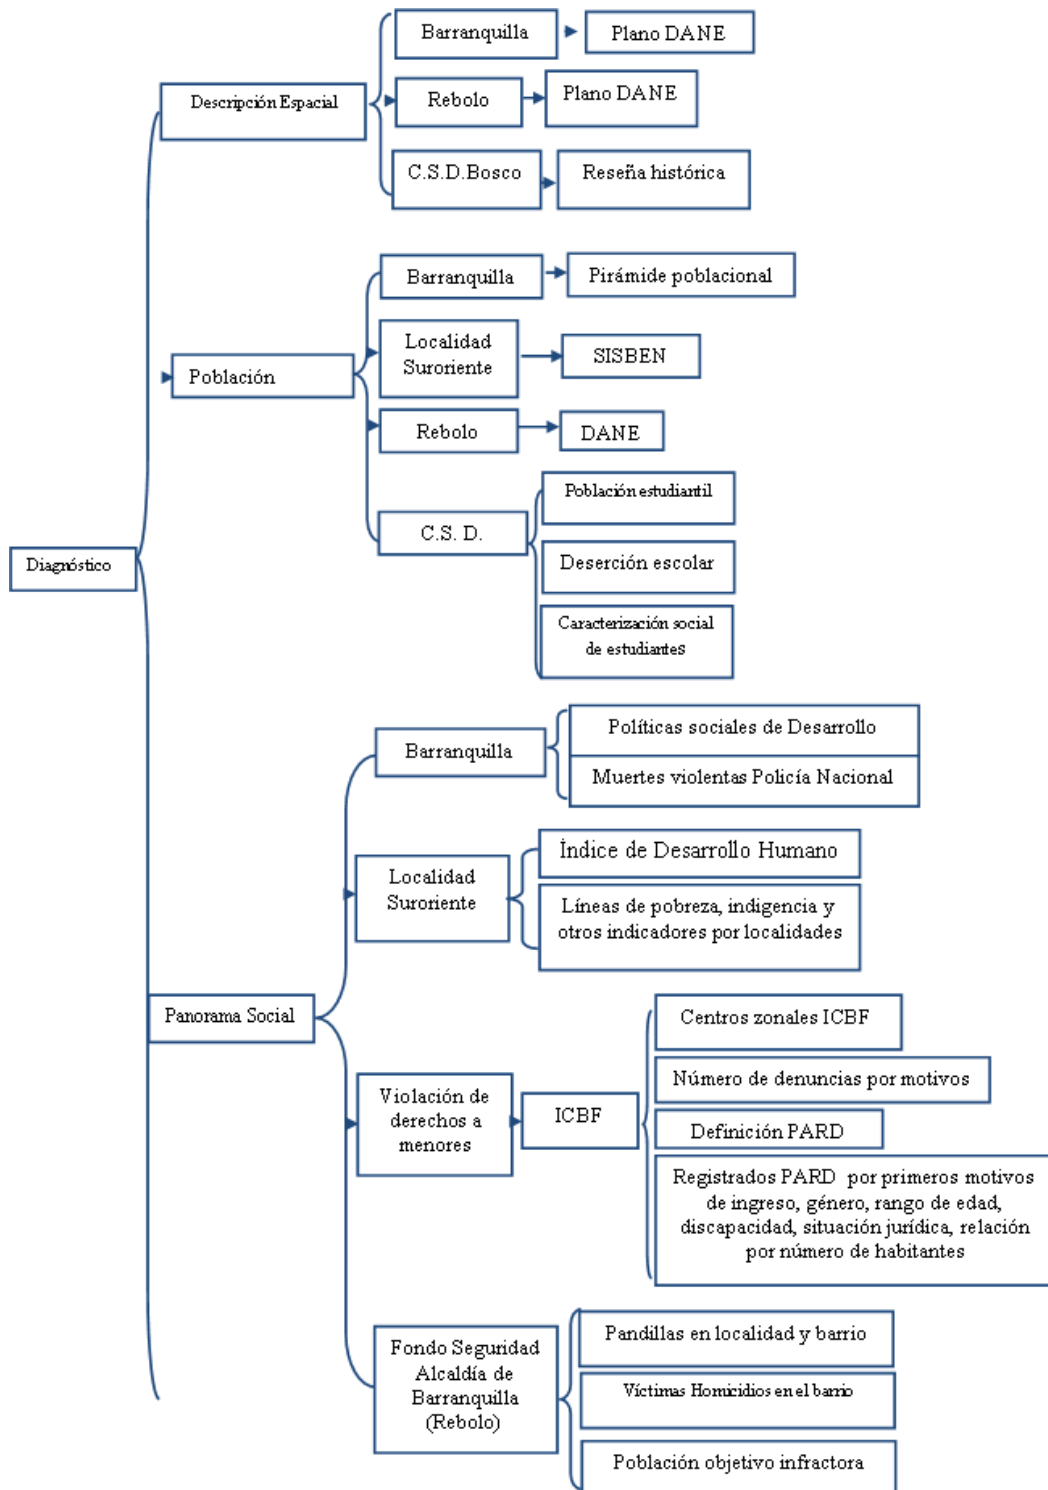 Barranquilla
Plano DANE
Descripción Espacial
Rebolo
Plano DANE
C.S.D.Bosco
Reseña histórica
Barranquilla
Pirámide poblacional
Localidad
Suroriente
SISBEN
Población
Rebolo
DANE
C.S. D.
Población estudiantil
Deserción escolar
Caracterización social
de estudiantes
Diagnóstico
Barranquilla
Políticas sociales de Desarrollo
Muertes violentas Policía Nacional
Localidad
Suroriente
Índice de Desarrollo Humano
Líneas de pobreza, indigencia y
otros indicadores por localidades
Panorama Social
Violación de
derechos a
menores
ICBF
Centros zonales ICBF
Número de denuncias por motivos
Definición PARD
Registrados PARD por primeros motivos
de ingreso, género, rango de edad,
discapacidad, situación jurídica, relación
por número de habitantes
Fondo Seguridad
Alcaldía de
Barranquilla
(Rebolo)
Pandillas en localidad y barrio
Víctimas Homicidios en el barrio
Población objetivo infractora